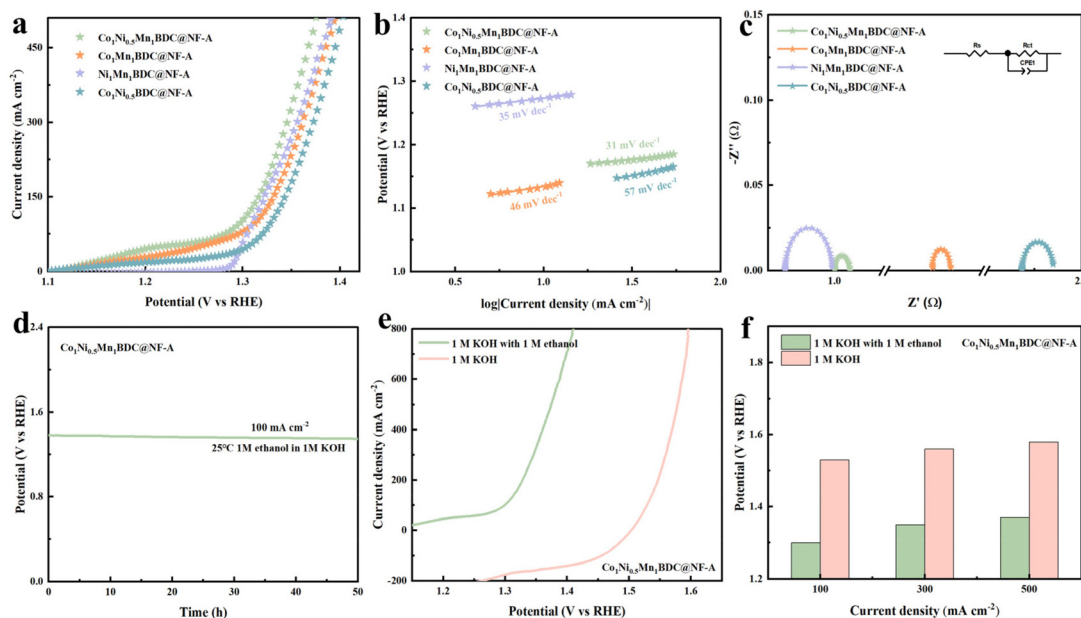 a
Co₁Ni₀.₅Mn₁BDC@NF-A
Co₁Mn₁BDC@NF-A
Ni₁Mn₁BDC@NF-A
Co₁Ni₀.₅BDC@NF-A
Current density (mA cm⁻²)
450
300
150
0
1.1
1.2
1.3
1.4
Potential (V vs RHE)
b
Co₁Ni₀.₅Mn₁BDC@NF-A
Co₁Mn₁BDC@NF-A
Ni₁Mn₁BDC@NF-A
Co₁Ni₀.₅BDC@NF-A
35 mV dec⁻¹
31 mV dec⁻¹
46 mV dec⁻¹
57 mV dec⁻¹
Potential (V vs RHE)
1.4
1.3
1.2
1.1
1.0
0.0
0.5
1.0
1.5
2.0
log|Current density (mA cm⁻²)|
c
Co₁Ni₀.₅Mn₁BDC@NF-A
Co₁Mn₁BDC@NF-A
Ni₁Mn₁BDC@NF-A
Co₁Ni₀.₅BDC@NF-A
Rs
Rct
CPE1
-Z'' (Ω)
0.15
0.10
0.05
0.00
1.0
Z' (Ω)
d
Co₁Ni₀.₅Mn₁BDC@NF-A
100 mA cm⁻²
25°C 1M ethanol in 1M KOH
Potential (V vs RHE)
2.4
1.6
0.8
0.0
0
10
20
30
40
50
Time (h)
e
1 M KOH with 1 M ethanol
1 M KOH
Co₁Ni₀.₅Mn₁BDC@NF-A
Current density (mA cm⁻²)
800
600
400
200
0
-200
1.2
1.3
1.4
1.5
1.6
Potential (V vs RHE)
f
1 M KOH with 1 M ethanol
1 M KOH
Co₁Ni₀.₅Mn₁BDC@NF-A
Potential (V vs RHE)
1.8
1.6
1.4
1.2
100
300
500
Current density (mA cm⁻²)